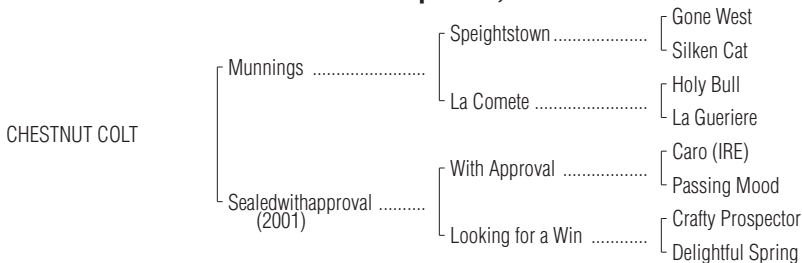 Gone West
Speightstown
Silken Cat
Munnings
Holy Bull
La Comete
La Gueriere
CHESTNUT COLT
Caro (IRE)
With Approval
Passing Mood
Sealedwithapproval
(2001)
Crafty Prospector
Looking for a Win
Delightful Spring